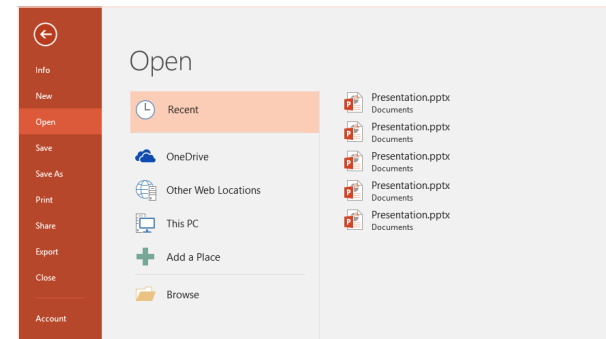 Info
New
Open
Save
Save As
Print
Share
Export
Close
Account
Open
Recent
OneDrive
Other Web Locations
This PC
Add a Place
Browse
Presentation.pptx
Documents
Presentation.pptx
Documents
Presentation.pptx
Documents
Presentation.pptx
Documents
Presentation.pptx
Documents